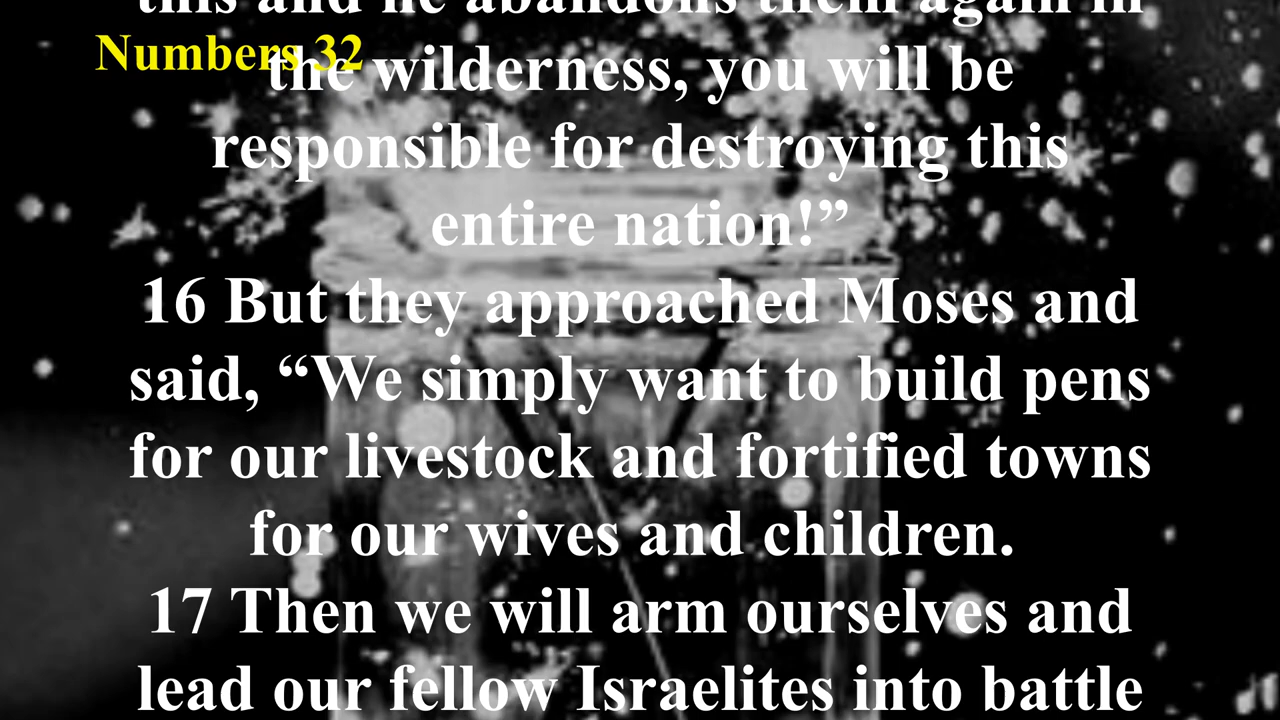 this and he abandons them again in
Numbers 32
the wilderness, you will be
responsible for destroying this
entire nation!”
16 But they approached Moses and
said, “We simply want to build pens
for our livestock and fortified towns
for our wives and children.
17 Then we will arm ourselves and
lead our fellow Israelites into battle